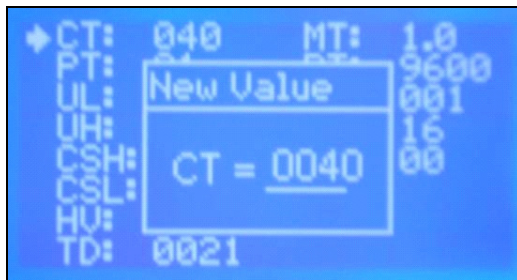 CT: 040 MT: 1.0
PT: 9600
UL: New Value 001
UH: 16
CSH: CT = 0040 00
CSL:
HV:
TD: 0021